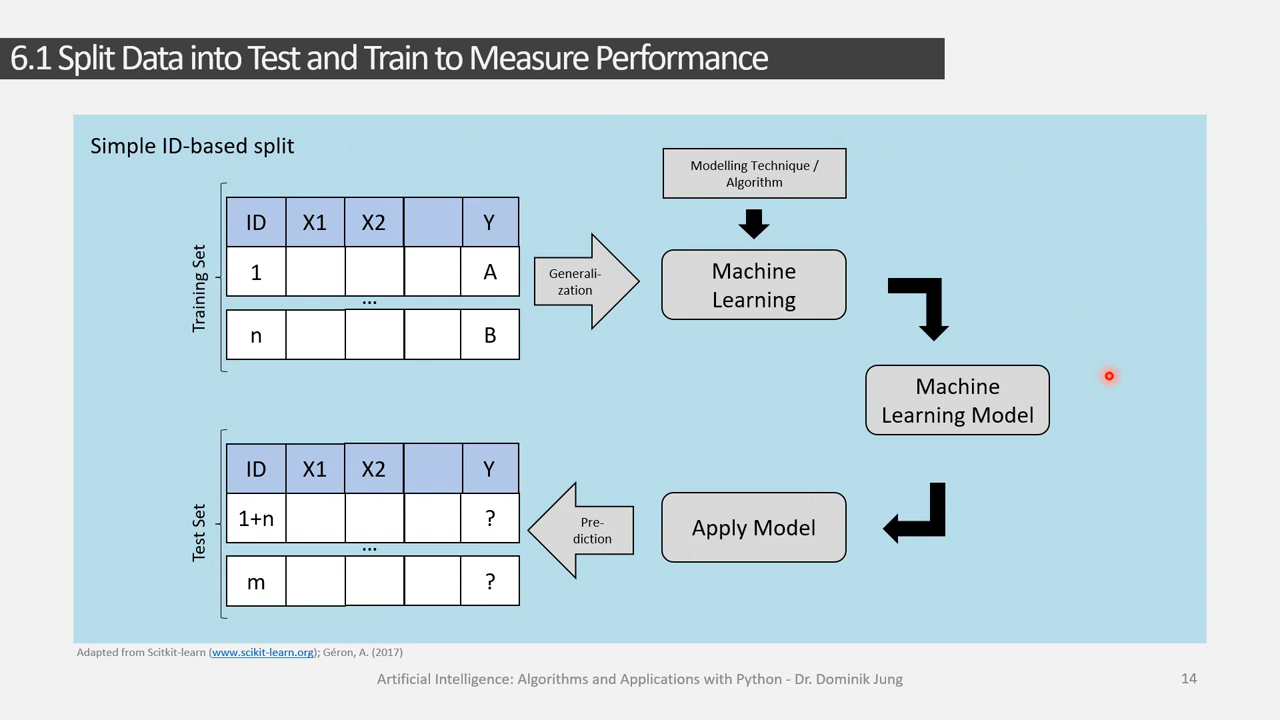 6.1 Split Data into Test and Train to Measure Performance
Simple ID-based split
Modelling Technique /
Algorithm
Training Set
ID X1 X2 Y
1 A
...
n B
Generali-
zation
Machine
Learning
Machine
Learning Model
Test Set
ID X1 X2 Y
1+n ?
...
m ?
Pre-
diction
Apply Model
Adapted from Scitkit-learn (www.scikit-learn.org); Géron, A. (2017)
Artificial Intelligence: Algorithms and Applications with Python - Dr. Dominik Jung
14